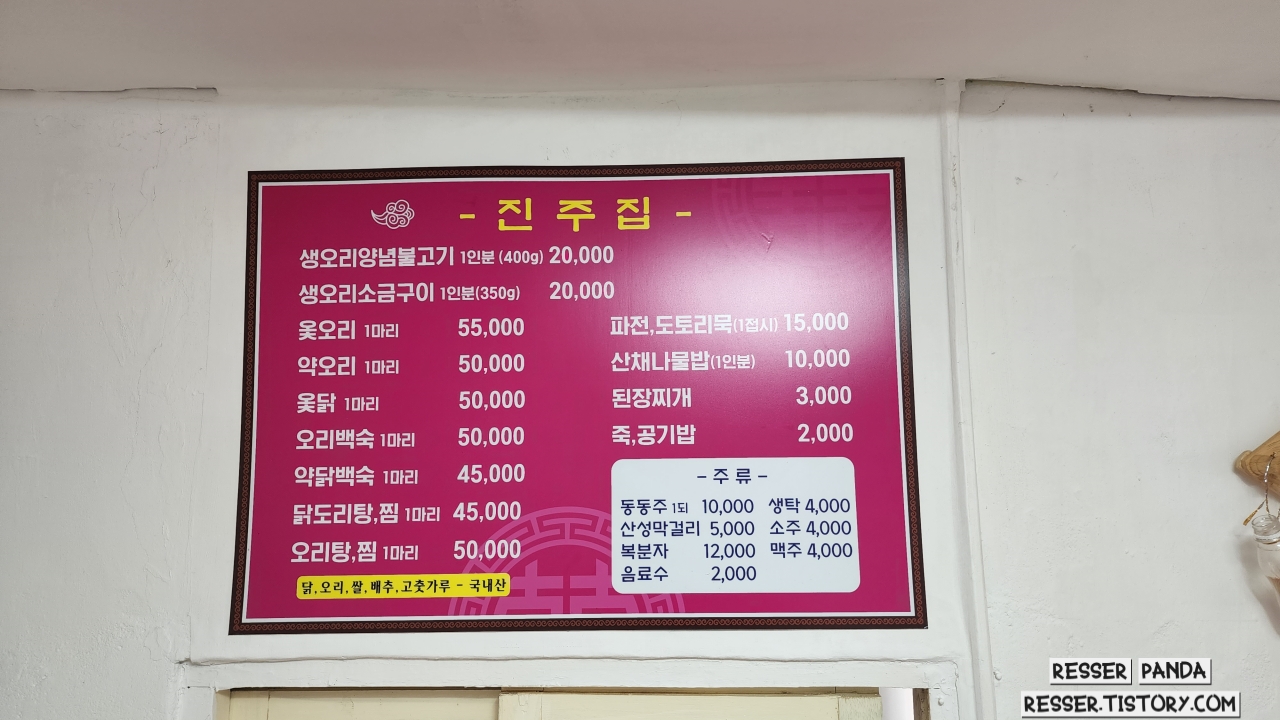 - 진 주 집 -
생오리양념불고기 1인분 (400g) 20,000
생오리소금구이 1인분(350g) 20,000
옻오리 1마리 55,000
약오리 1마리 50,000
옻닭 1마리 50,000
오리백숙 1마리 50,000
약닭백숙 1마리 45,000
닭도리탕,찜 1마리 45,000
오리탕,찜 1마리 50,000
닭,오리,쌀,배추,고춧가루 - 국내산
파전,도토리묵(1접시) 15,000
산채나물밥(1인분) 10,000
된장찌개 3,000
죽,공기밥 2,000
- 주 류 -
동동주 1되 10,000 생탁 4,000
산성막걸리 5,000 소주 4,000
복분자 12,000 맥주 4,000
음료수 2,000
RESSER PANDA
RESSER.TISTORY.COM